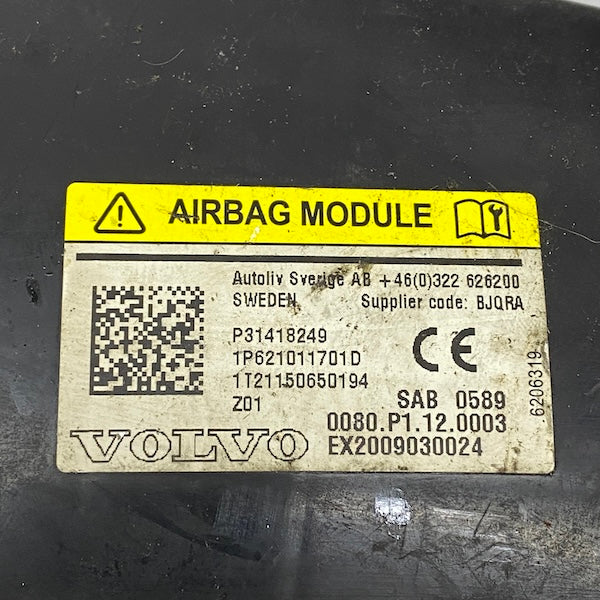 AIRBAG MODULE
Autoliv Sverige AB +46(0)322 626200
SWEDEN Supplier code: BJQRA
P31418249
1P621011701D
1T21150650194
Z01
CE
SAB 0589
0080.P1.12.0003
EX2009030024
VOLVO
6206319